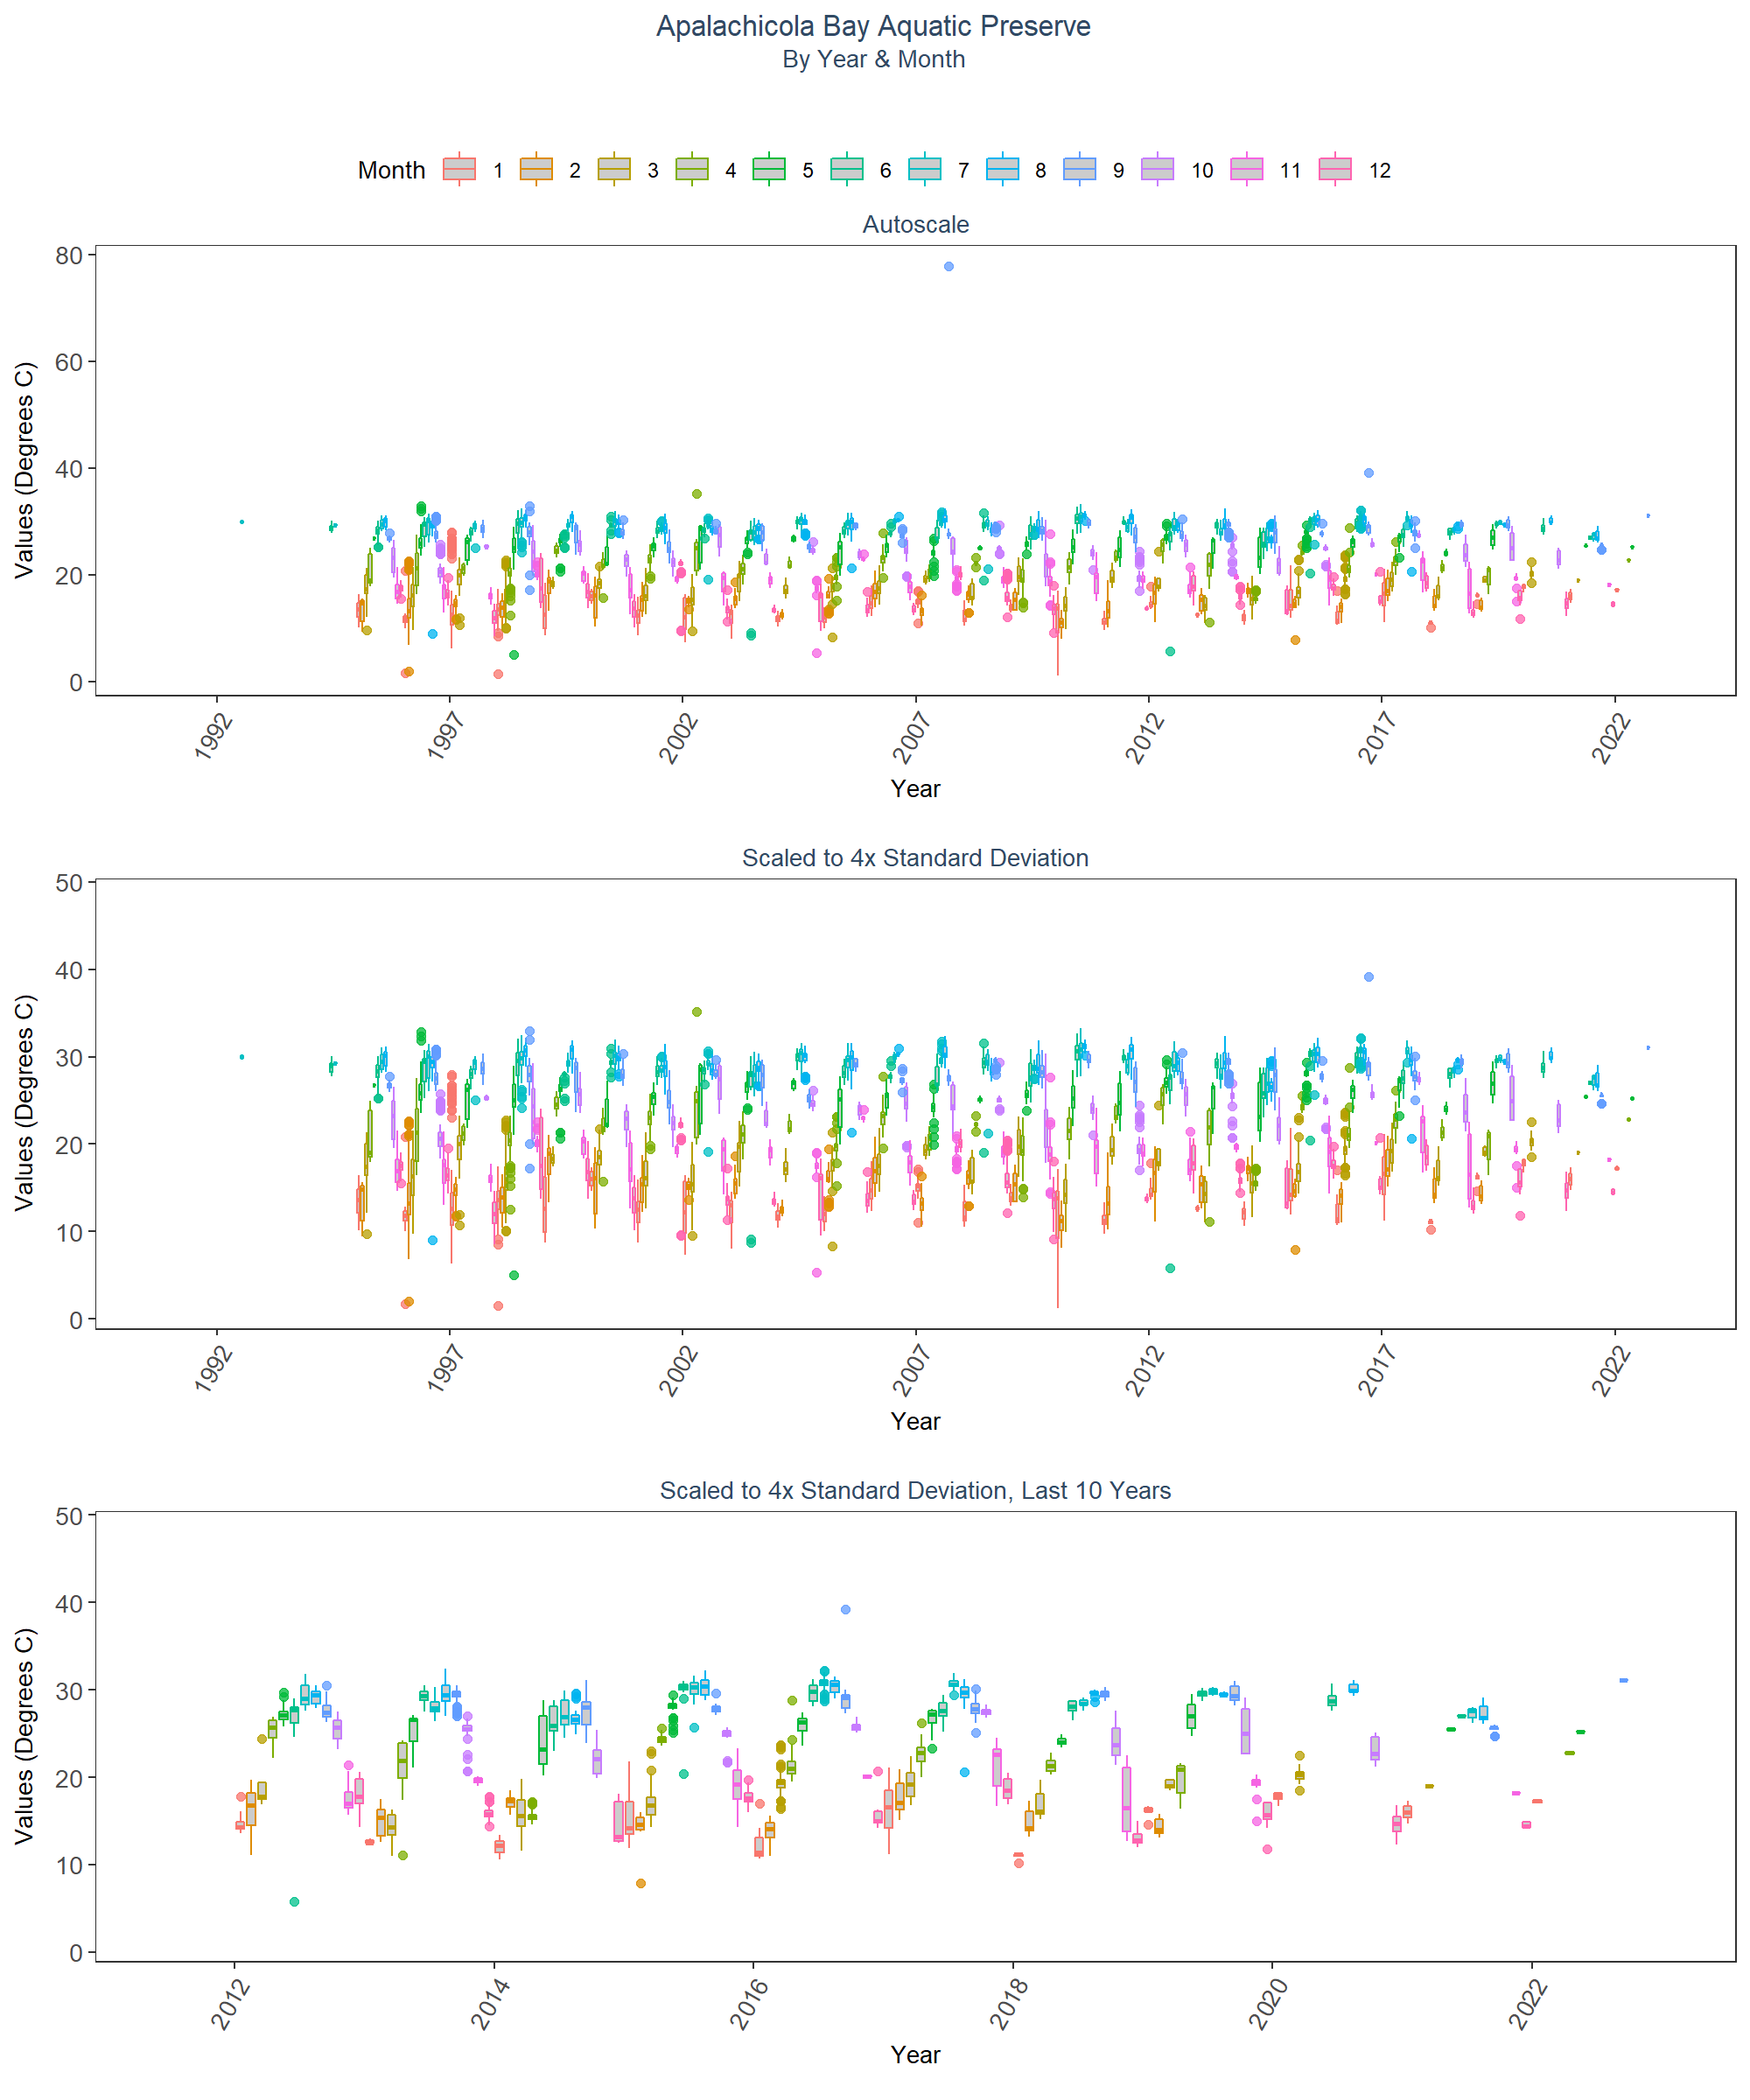 Apalachicola Bay Aquatic Preserve
By Year & Month
Month 1 2 3 4 5 6 7 8 9 10 11 12
Autoscale
Values (Degrees C)
80
60
40
20
0
1992 1997 2002 2007 2012 2017 2022
Year
Scaled to 4x Standard Deviation
Values (Degrees C)
50
40
30
20
10
0
1992 1997 2002 2007 2012 2017 2022
Year
Scaled to 4x Standard Deviation, Last 10 Years
Values (Degrees C)
50
40
30
20
10
0
2012 2014 2016 2018 2020 2022
Year